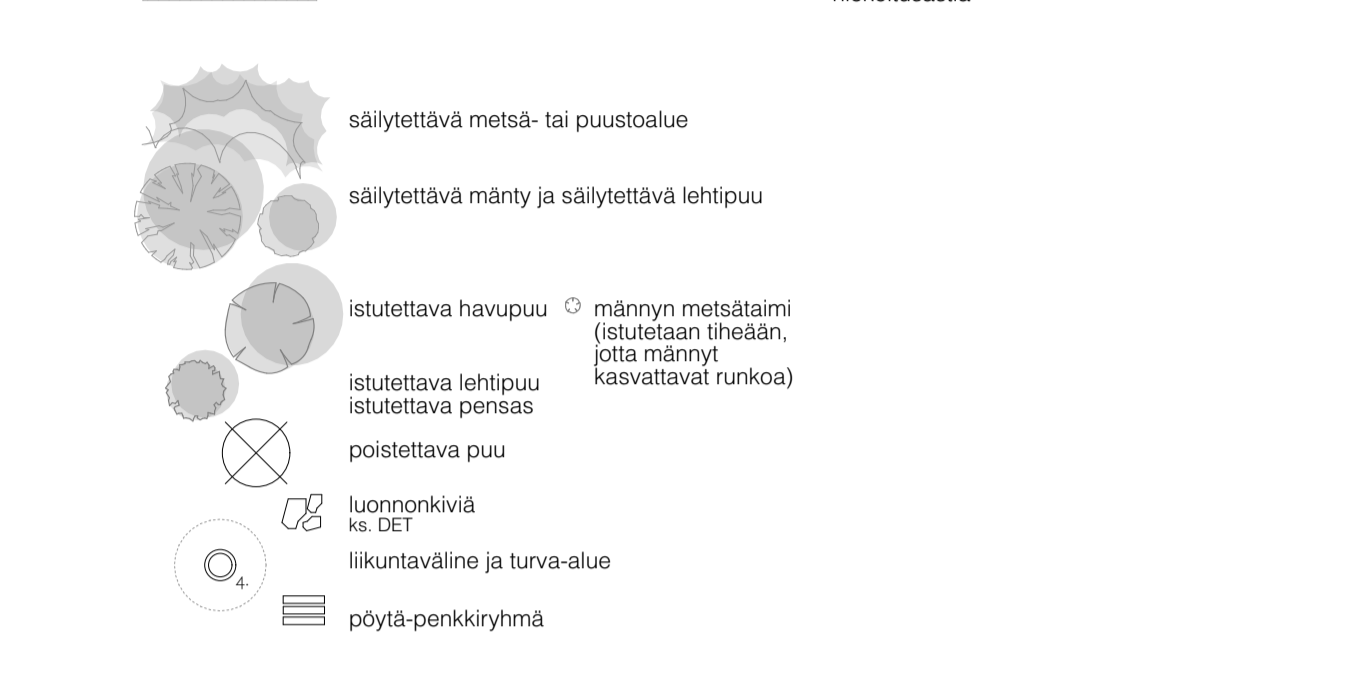 säilytettävä metsä- tai puustoalue
säilytettävä mänty ja säilytettävä lehtipuu
istutettava havupuu
männyn metsätaimi
(istutetaan tiheään,
jotta männyt
kasvattavat runkoa)
istutettava lehtipuu
istutettava pensas
poistettava puu
luonnonkiviä
ks. DET
4.
liikuntaväline ja turva-alue
pöytä-penkkiryhmä